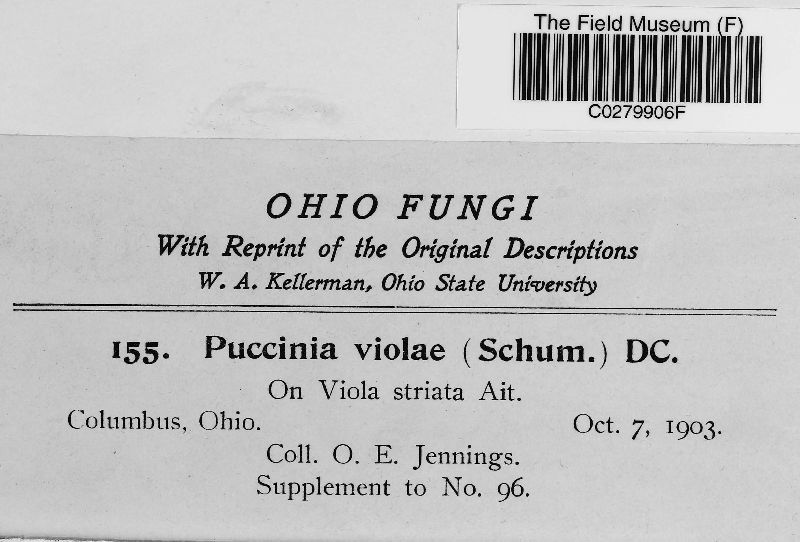 The Field Museum (F)
C0279906F
OHIO FUNGI
With Reprint of the Original Descriptions
W. A. Kellerman, Ohio State University
155. Puccinia violae (Schum.) DC.
On Viola striata Ait.
Columbus, Ohio. Oct. 7, 1903.
Coll. O. E. Jennings.
Supplement to No. 96.